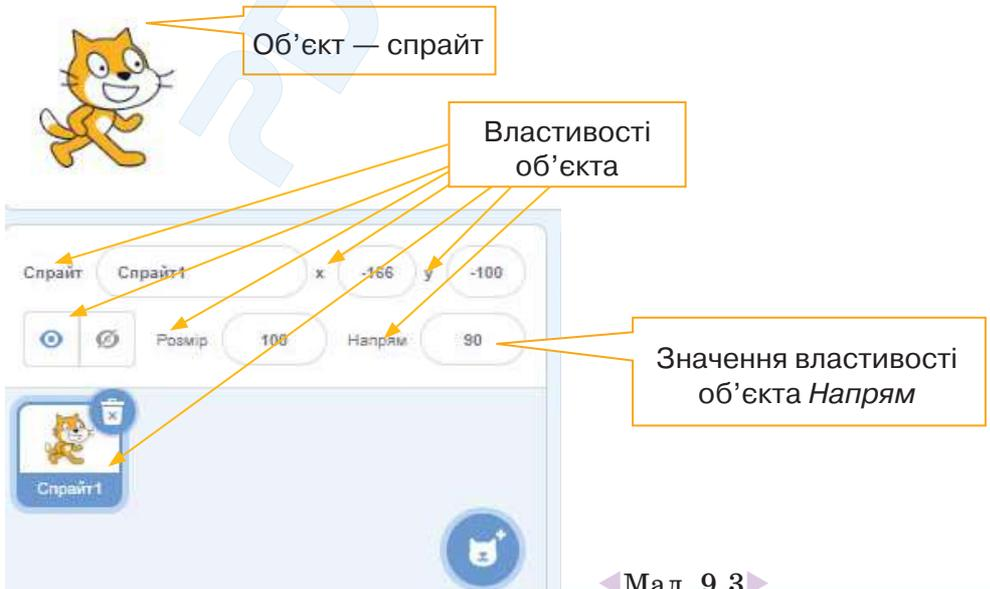 Об’єкт — спрайт
Властивості
об’єкта
Спрайт Спрайт1 x -166 y -100
Розмір 100 Напрям 90
Значення властивості
об’єкта Напрям
Спрайт1
Мал. 9.3